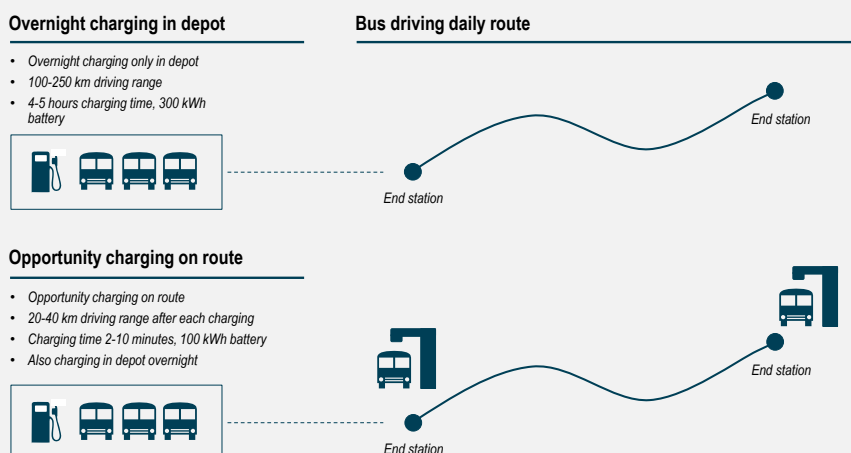 Overnight charging in depot
Bus driving daily route
• Overnight charging only in depot
• 100-250 km driving range
• 4-5 hours charging time, 300 kWh
battery
End station
End station
Opportunity charging on route
• Opportunity charging on route
• 20-40 km driving range after each charging
• Charging time 2-10 minutes, 100 kWh battery
• Also charging in depot overnight
End station
End station